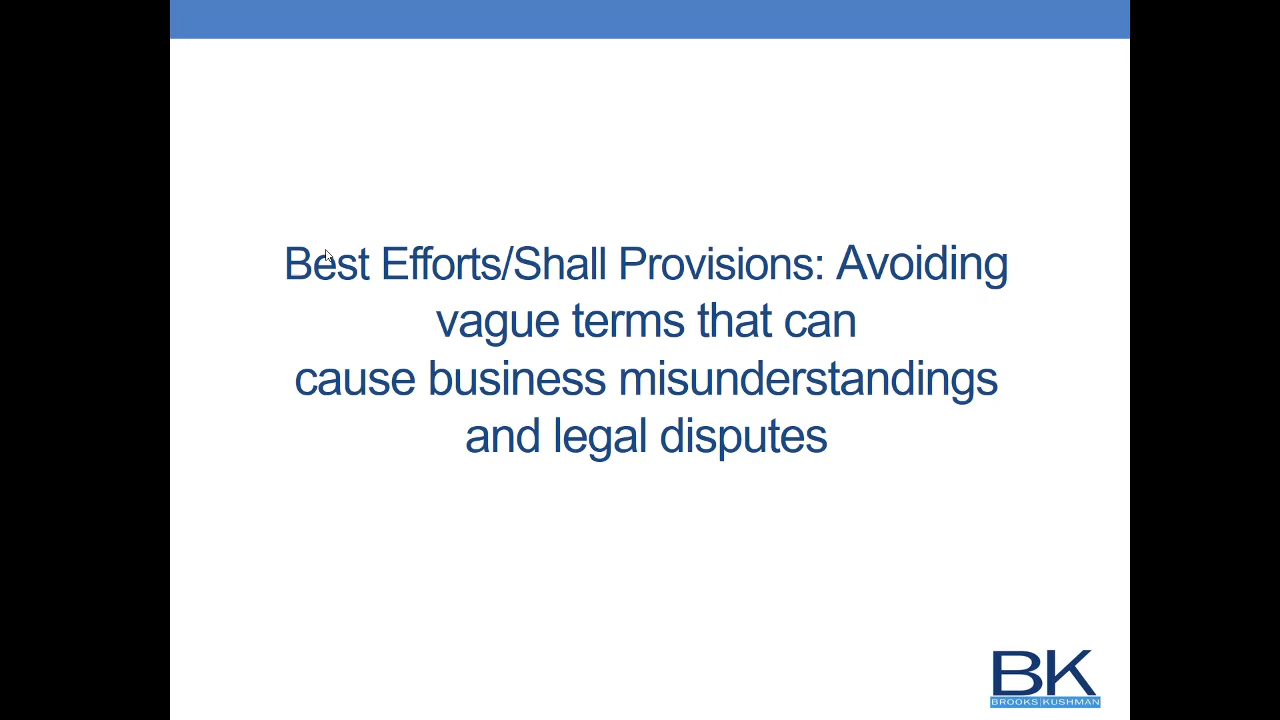 Best Efforts/Shall Provisions: Avoiding
vague terms that can
cause business misunderstandings
and legal disputes
BK
BROOKS|KUSHMAN